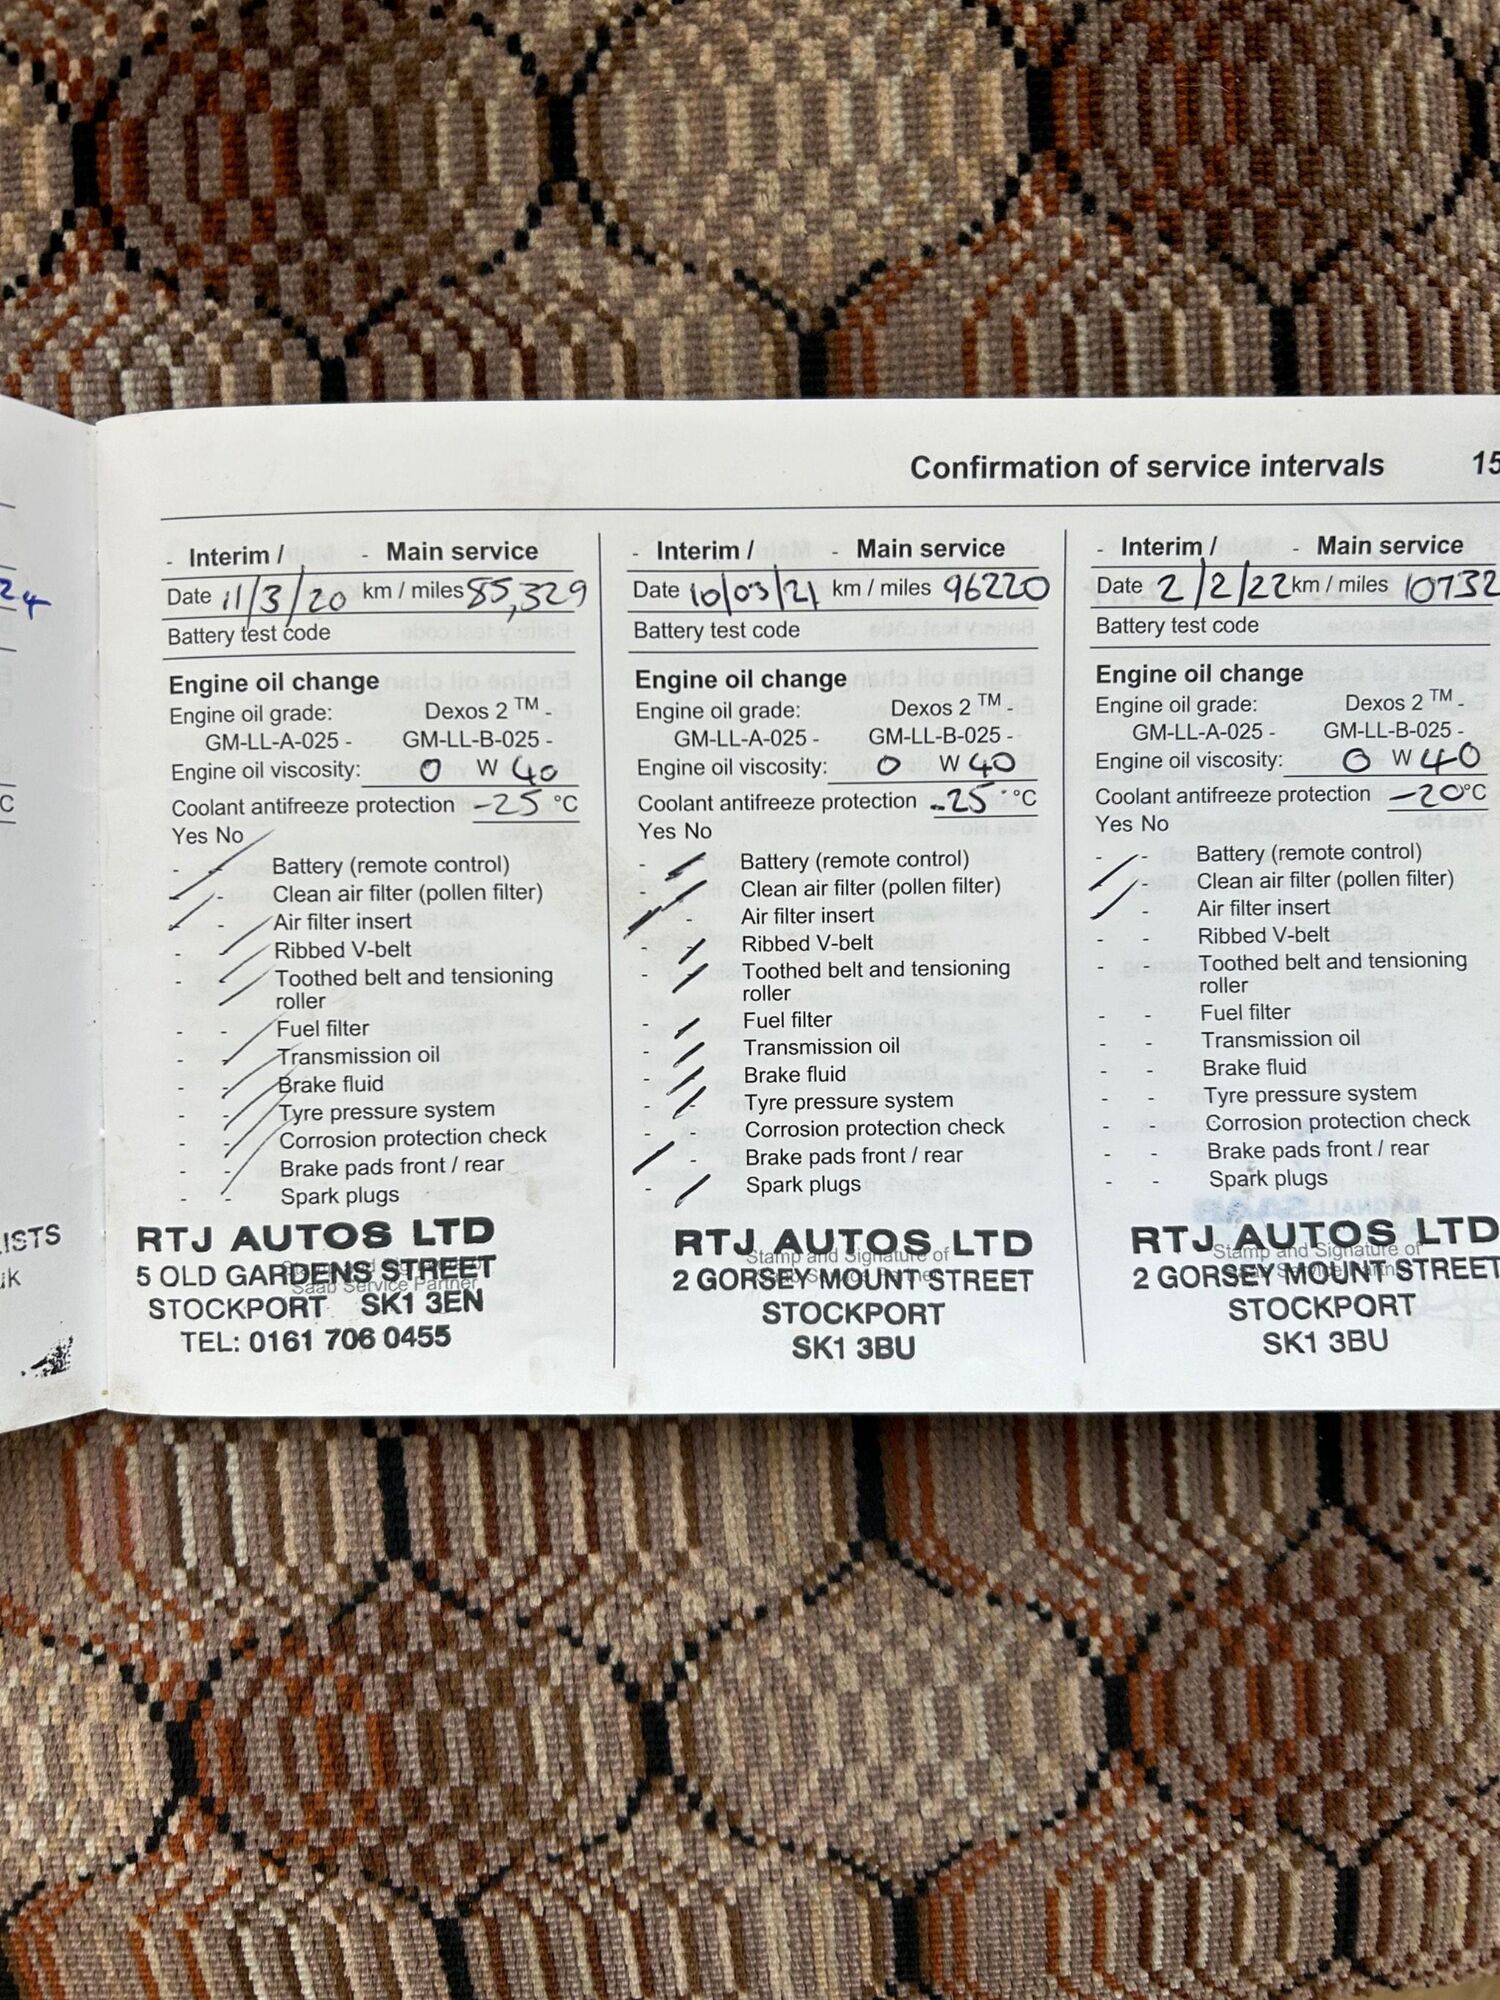 Confirmation of service intervals 15
- Interim / - Main service
Date 11/3/20 km / miles 85,329
Battery test code
Engine oil change
Engine oil grade: Dexos 2 TM -
GM-LL-A-025 - GM-LL-B-025 -
Engine oil viscosity: 0 W 40
Coolant antifreeze protection -25 °C
Yes No
- - Battery (remote control)
- - Clean air filter (pollen filter)
- - Air filter insert
- - Ribbed V-belt
- - Toothed belt and tensioning
roller
- - Fuel filter
- - Transmission oil
- - Brake fluid
- - Tyre pressure system
- - Corrosion protection check
- - Brake pads front / rear
- - Spark plugs
RTJ AUTOS LTD
5 OLD GARDENS STREET
Saab Service Partner
STOCKPORT SK1 3EN
TEL: 0161 706 0455
- Interim / - Main service
Date 10/03/21 km / miles 96220
Battery test code
Engine oil change
Engine oil grade: Dexos 2 TM -
GM-LL-A-025 - GM-LL-B-025 -
Engine oil viscosity: 0 W 40
Coolant antifreeze protection -25 °C
Yes No
- - Battery (remote control)
- - Clean air filter (pollen filter)
- - Air filter insert
- - Ribbed V-belt
- - Toothed belt and tensioning
roller
- - Fuel filter
- - Transmission oil
- - Brake fluid
- - Tyre pressure system
- - Corrosion protection check
- - Brake pads front / rear
- - Spark plugs
RTJ AUTOS LTD
Stamp and Signature of
2 GORSEY MOUNT STREET
STOCKPORT
SK1 3BU
- Interim / - Main service
Date 2/2/22 km / miles 10732
Battery test code
Engine oil change
Engine oil grade: Dexos 2 TM -
GM-LL-A-025 - GM-LL-B-025 -
Engine oil viscosity: 0 W 40
Coolant antifreeze protection -20 °C
Yes No
- - Battery (remote control)
- - Clean air filter (pollen filter)
- - Air filter insert
- - Ribbed V-belt
- - Toothed belt and tensioning
roller
- - Fuel filter
- - Transmission oil
- - Brake fluid
- - Tyre pressure system
- - Corrosion protection check
- - Brake pads front / rear
- - Spark plugs
RTJ AUTOS LTD
Stamp and Signature of
2 GORSEY MOUNT STREET
STOCKPORT
SK1 3BU